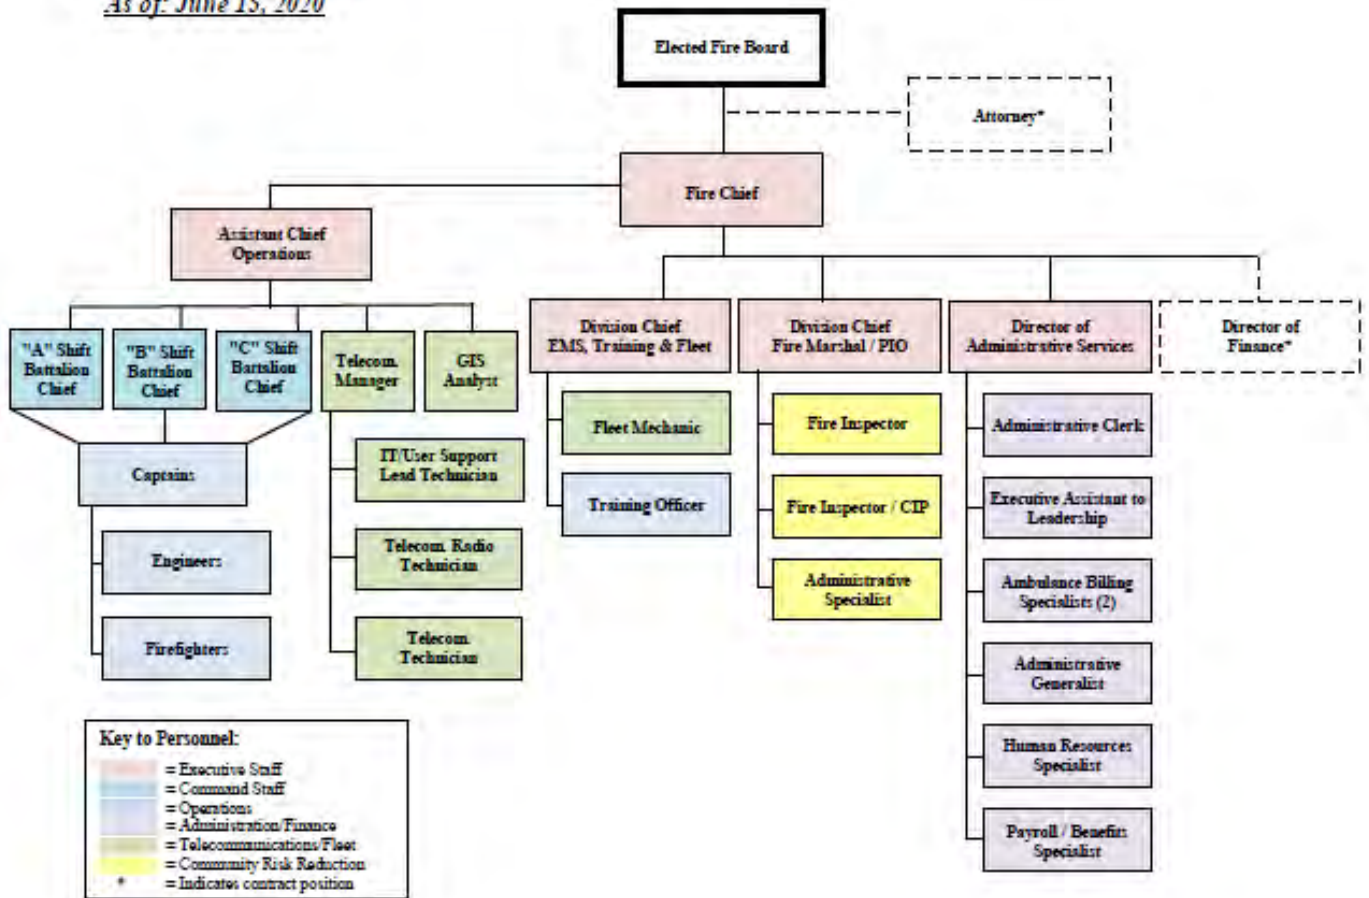 As of: June 15, 2020
Elected Fire Board
Attorney*
Fire Chief
Assistant Chief
Operations
"A" Shift
Battalion
Chief
"B" Shift
Battalion
Chief
"C" Shift
Battalion
Chief
Telecom.
Manager
GIS
Analyst
Division Chief
EMS, Training & Fleet
Division Chief
Fire Marshal / PIO
Director of
Administrative Services
Director of
Finance*
Captains
Engineers
Firefighters
IT/User Support
Lead Technician
Telecom. Radio
Technician
Telecom.
Technician
Fleet Mechanic
Training Officer
Fire Inspector
Fire Inspector / CIP
Administrative
Specialist
Administrative Clerk
Executive Assistant to
Leadership
Ambulance Billing
Specialists (2)
Administrative
Generalist
Human Resources
Specialist
Payroll / Benefits
Specialist
Key to Personnel:
= Executive Staff
= Command Staff
= Operations
= Administration/Finance
= Telecommunications/Fleet
= Community Risk Reduction
* = Indicates contract position